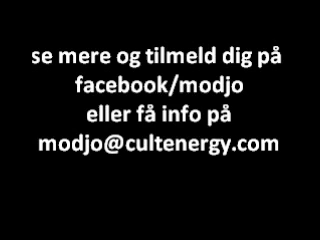 se mere og tilmeld dig på
facebook/modjo
eller få info på
modjo@cultenergy.com